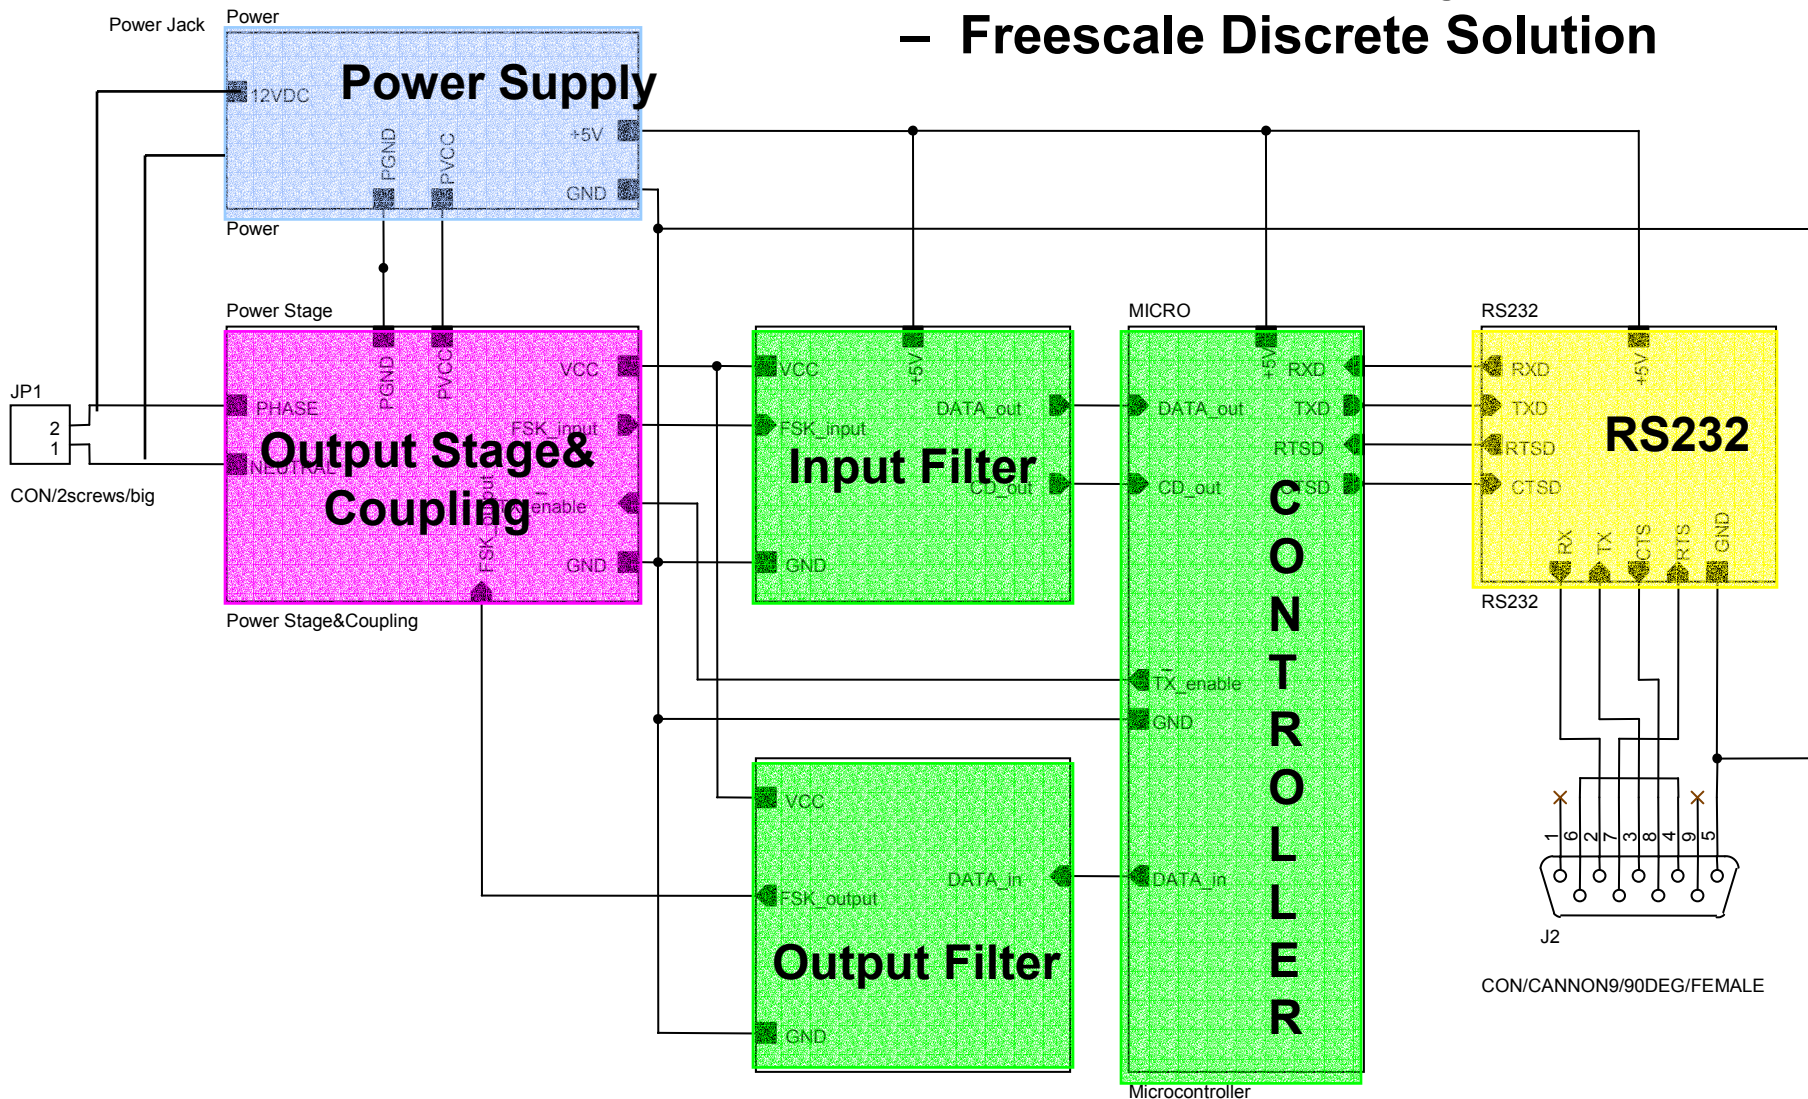 – Freescale Discrete Solution
Power Jack
Power
Power Supply
12VDC
+5V
PGND
PVCC
GND
Power
Power Stage
PGND
PVCC
VCC
PHASE
FSK_input
NEUTRAL
Output Stage&
Coupling
GND
Power Stage&Coupling
JP1
2
1
CON/2screws/big
VCC
+5V
DATA_out
FSK_input
Input Filter
CD_out
GND
MICRO
+5V
RXD
DATA_out
TXD
RTSD
CD_out
CTSD
CONTROLLER
TX_enable
GND
DATA_in
Microcontroller
VCC
DATA_in
FSK_output
Output Filter
GND
RS232
+5V
RXD
TXD
RS232
RTSD
CTSD
RX
TX
CTS
RTS
GND
RS232
1
6
2
7
3
8
4
9
5
J2
CON/CANNON9/90DEG/FEMALE